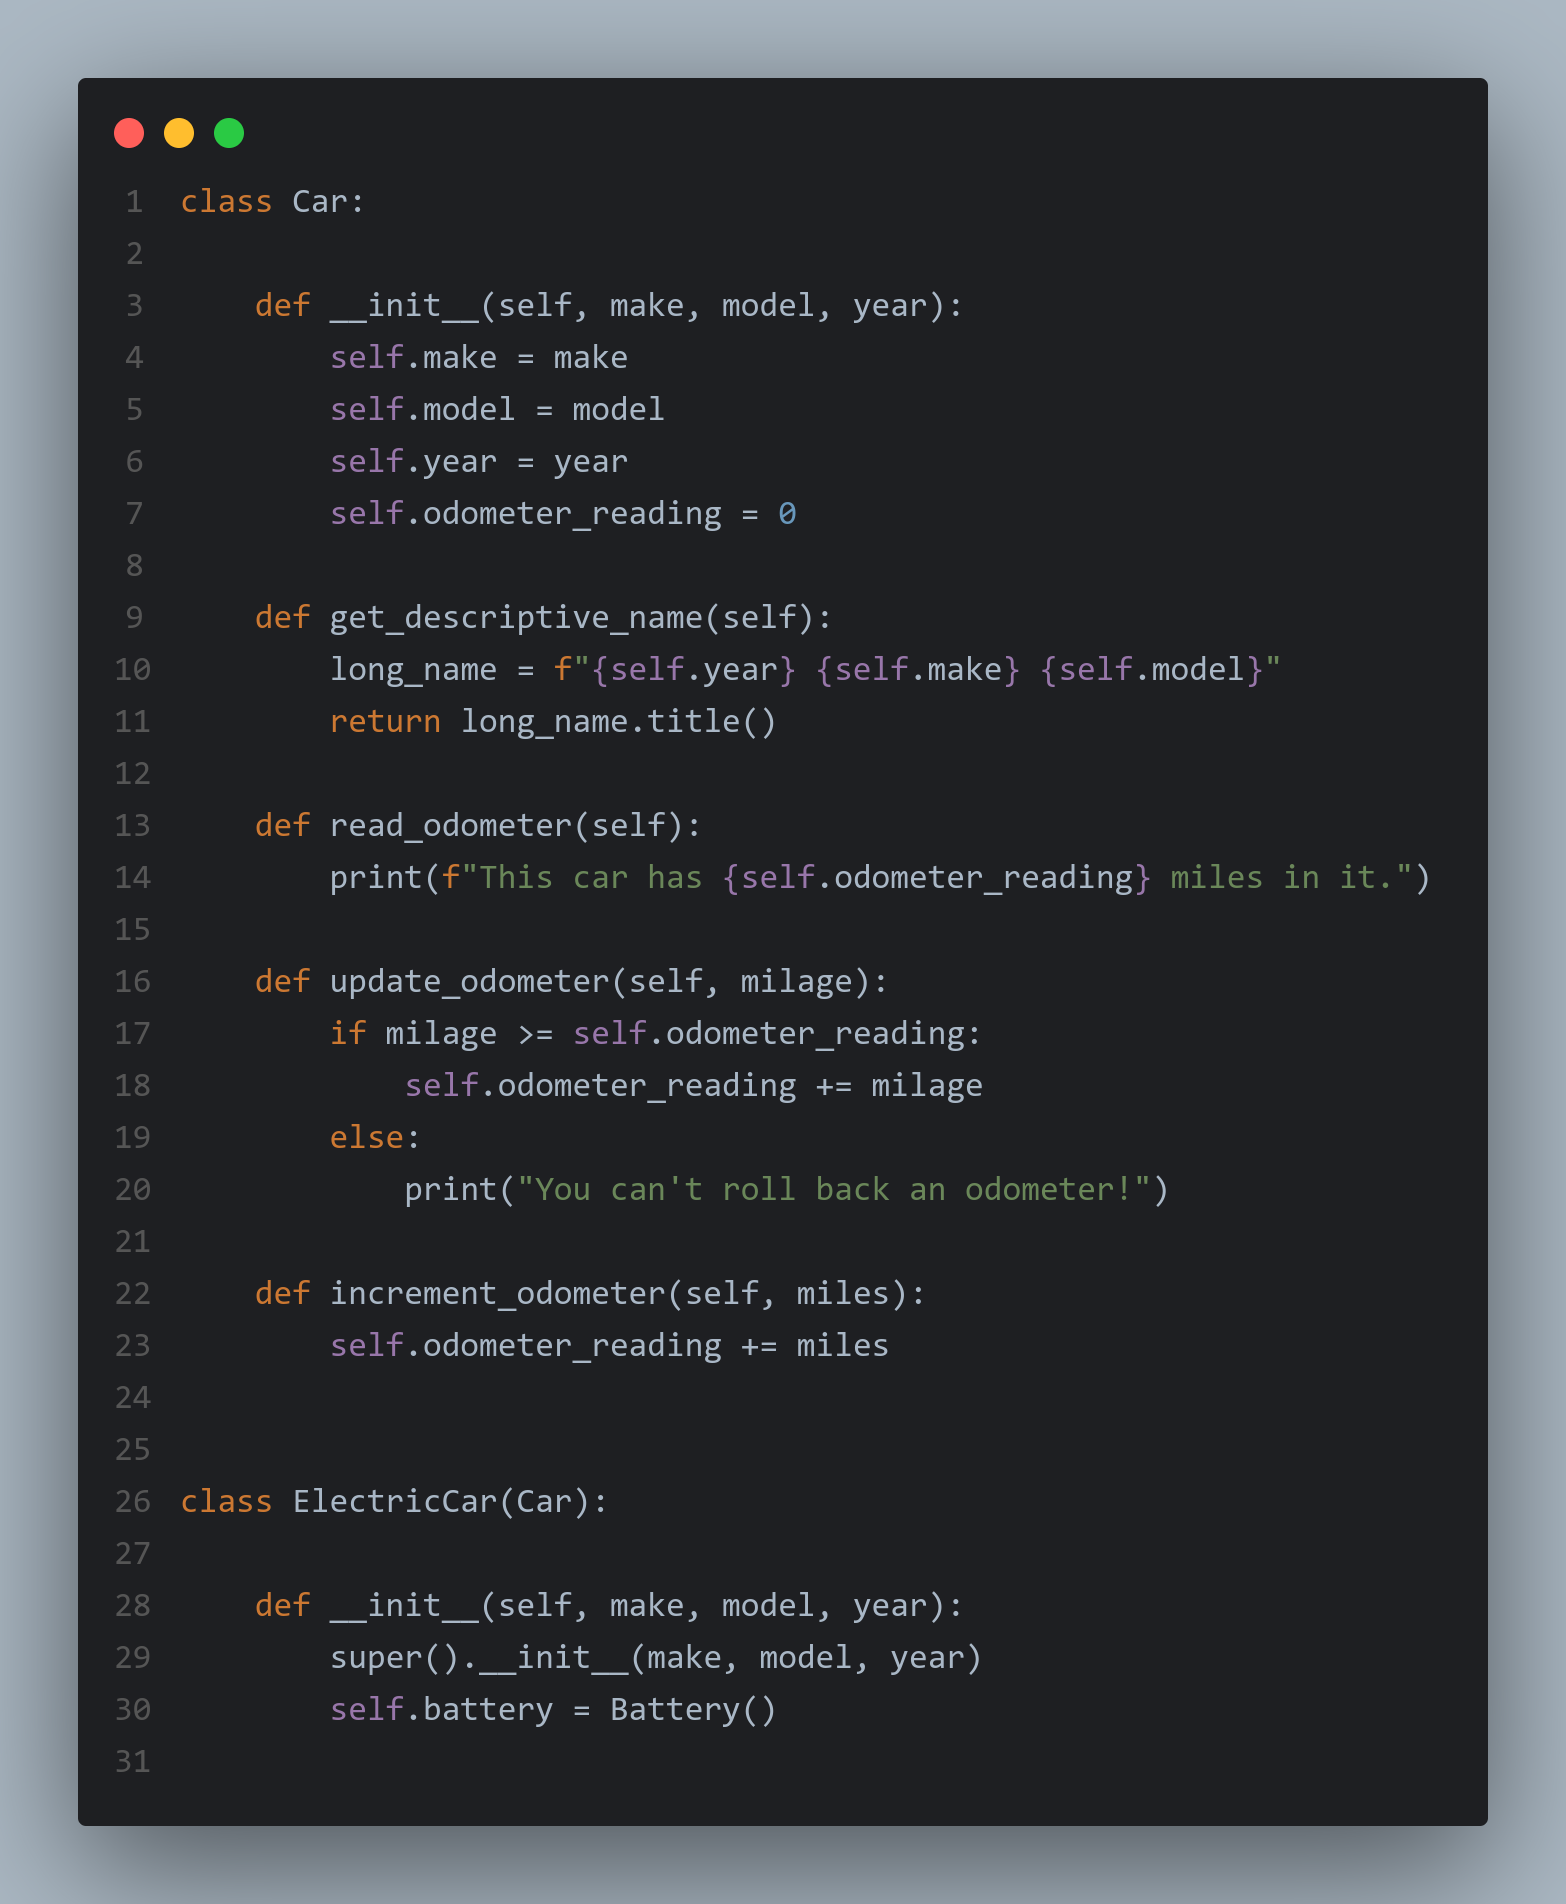 1 class Car:
2
3     def __init__(self, make, model, year):
4         self.make = make
5         self.model = model
6         self.year = year
7         self.odometer_reading = 0
8
9     def get_descriptive_name(self):
10         long_name = f"{self.year} {self.make} {self.model}"
11         return long_name.title()
12
13     def read_odometer(self):
14         print(f"This car has {self.odometer_reading} miles in it.")
15
16     def update_odometer(self, milage):
17         if milage >= self.odometer_reading:
18             self.odometer_reading += milage
19         else:
20             print("You can't roll back an odometer!")
21
22     def increment_odometer(self, miles):
23         self.odometer_reading += miles
24
25
26 class ElectricCar(Car):
27
28     def __init__(self, make, model, year):
29         super().__init__(make, model, year)
30         self.battery = Battery()
31